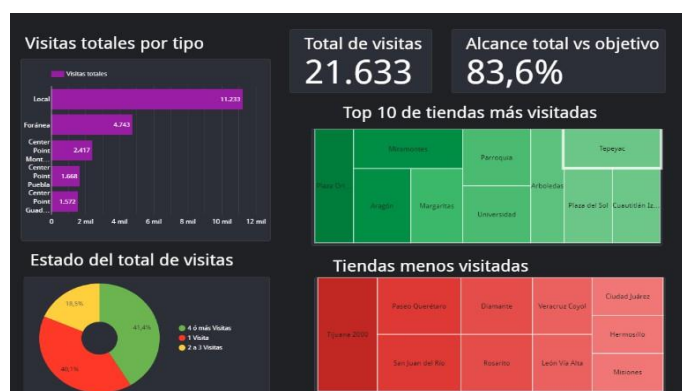 Visitas totales por tipo
Visitas totales
Local
11.233
Foránea
4.743
Center
Point
Mont...
2.417
Center
Point
Puebla
1.668
Center
Point
Guad...
1.572
0 2 mil 4 mil 6 mil 8 mil 10 mil 12 mil
Total de visitas
21.633
Alcance total vs objetivo
83,6%
Top 10 de tiendas más visitadas
Parroquia
Tepeyac
Arboledas
Aragón
Margaritas
Universidad
Plaza del Sol
Cuautitlán Iz...
Estado del total de visitas
18,5%
41,4%
40,1%
4 ó más Visitas
1 Visita
2 a 3 Visitas
Tiendas menos visitadas
Tijuana 2000
Paseo Querétaro
Diamante
Veracruz Coyol
Ciudad Juárez
Hermosillo
San Juan del Río
Rosarito
León Vía Alta
Misiones